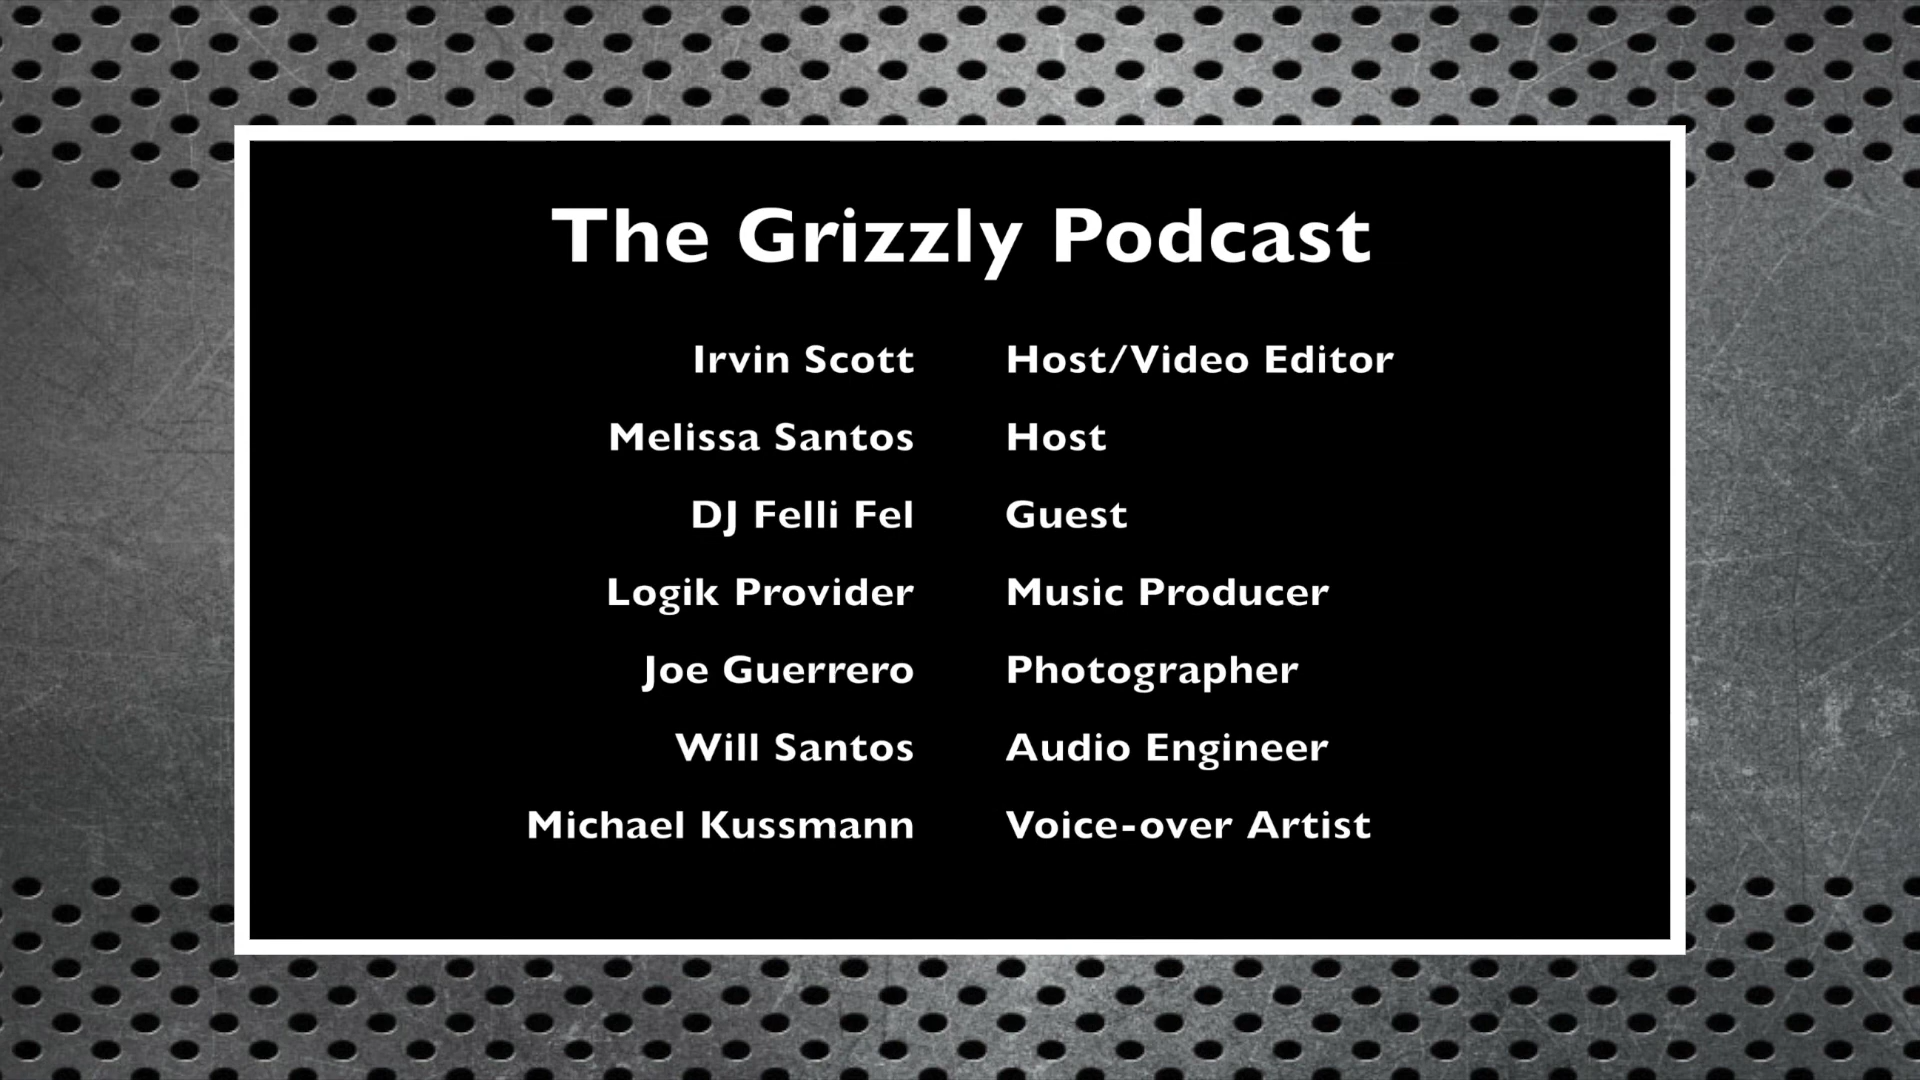 The Grizzly Podcast
Irvin Scott Host/Video Editor
Melissa Santos Host
DJ Felli Fel Guest
Logik Provider Music Producer
Joe Guerrero Photographer
Will Santos Audio Engineer
Michael Kussmann Voice-over Artist